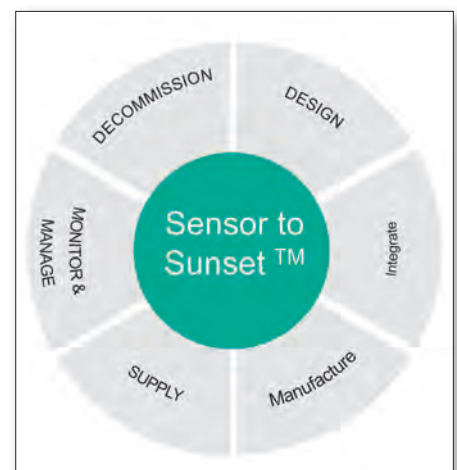 DECOMMISSION
DESIGN
Sensor to
Sunset TM
MONITOR &
MANAGE
Integrate
SUPPLY
Manufacture